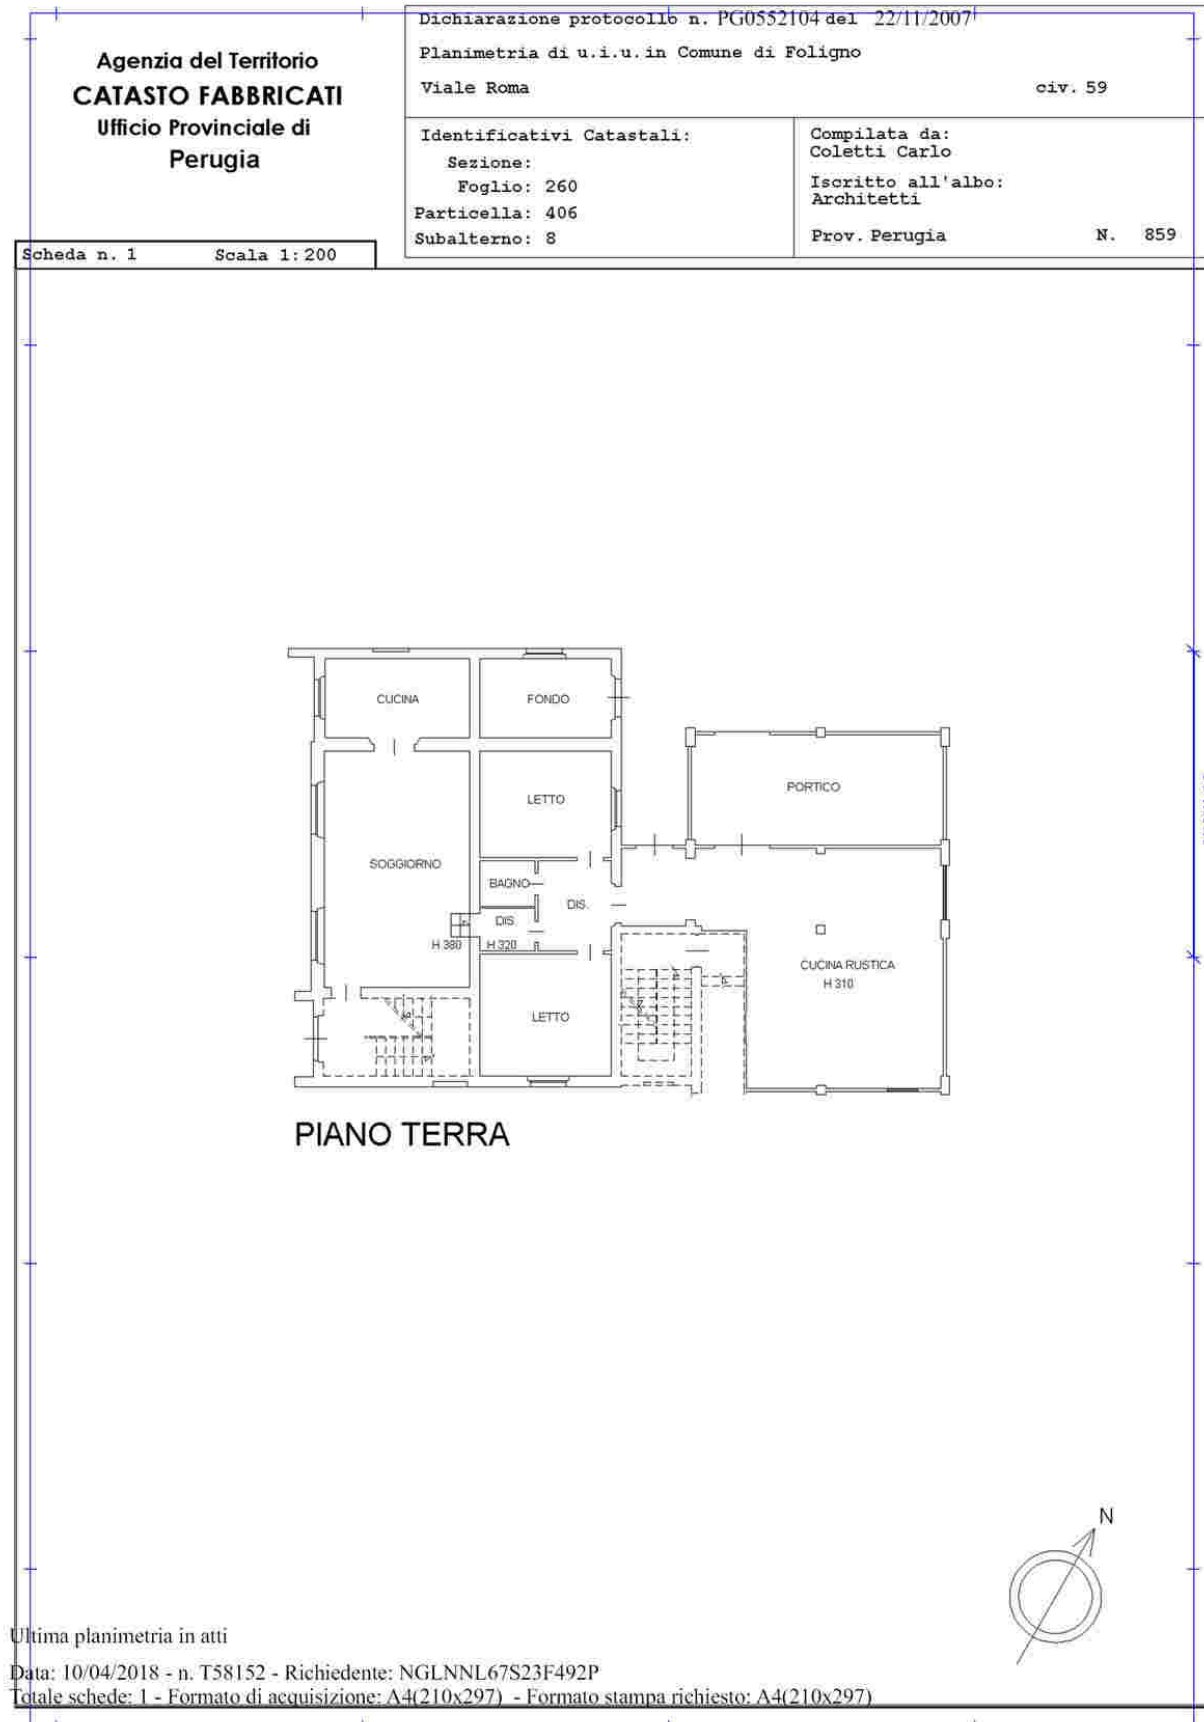 Agenzia del Territorio
CATASTO FABBRICATI
Ufficio Provinciale di
Perugia
Dichiarazione protocollo n. PG0552104 del 22/11/2007
Planimetria di u.i.u. in Comune di Foligno
Viale Roma civ. 59
Identificativi Catastali:
Sezione:
Foglio: 260
Particella: 406
Subalterno: 8
Compilata da:
Coletti Carlo
Iscritto all'albo:
Architetti
Prov. Perugia N. 859
Scheda n. 1 Scala 1:200
CUCINA
FONDO
LETTO
PORTICO
SOGGIORNO
BAGNO
DIS.
DIS.
H 380
H 320
CUCINA RUSTICA
H 310
LETTO
PIANO TERRA
N
Ultima planimetria in atti
Data: 10/04/2018 - n. T58152 - Richiedente: NGLNNL67S23F492P
Totale schede: 1 - Formato di acquisizione: A4(210x297) - Formato stampa richiesto: A4(210x297)